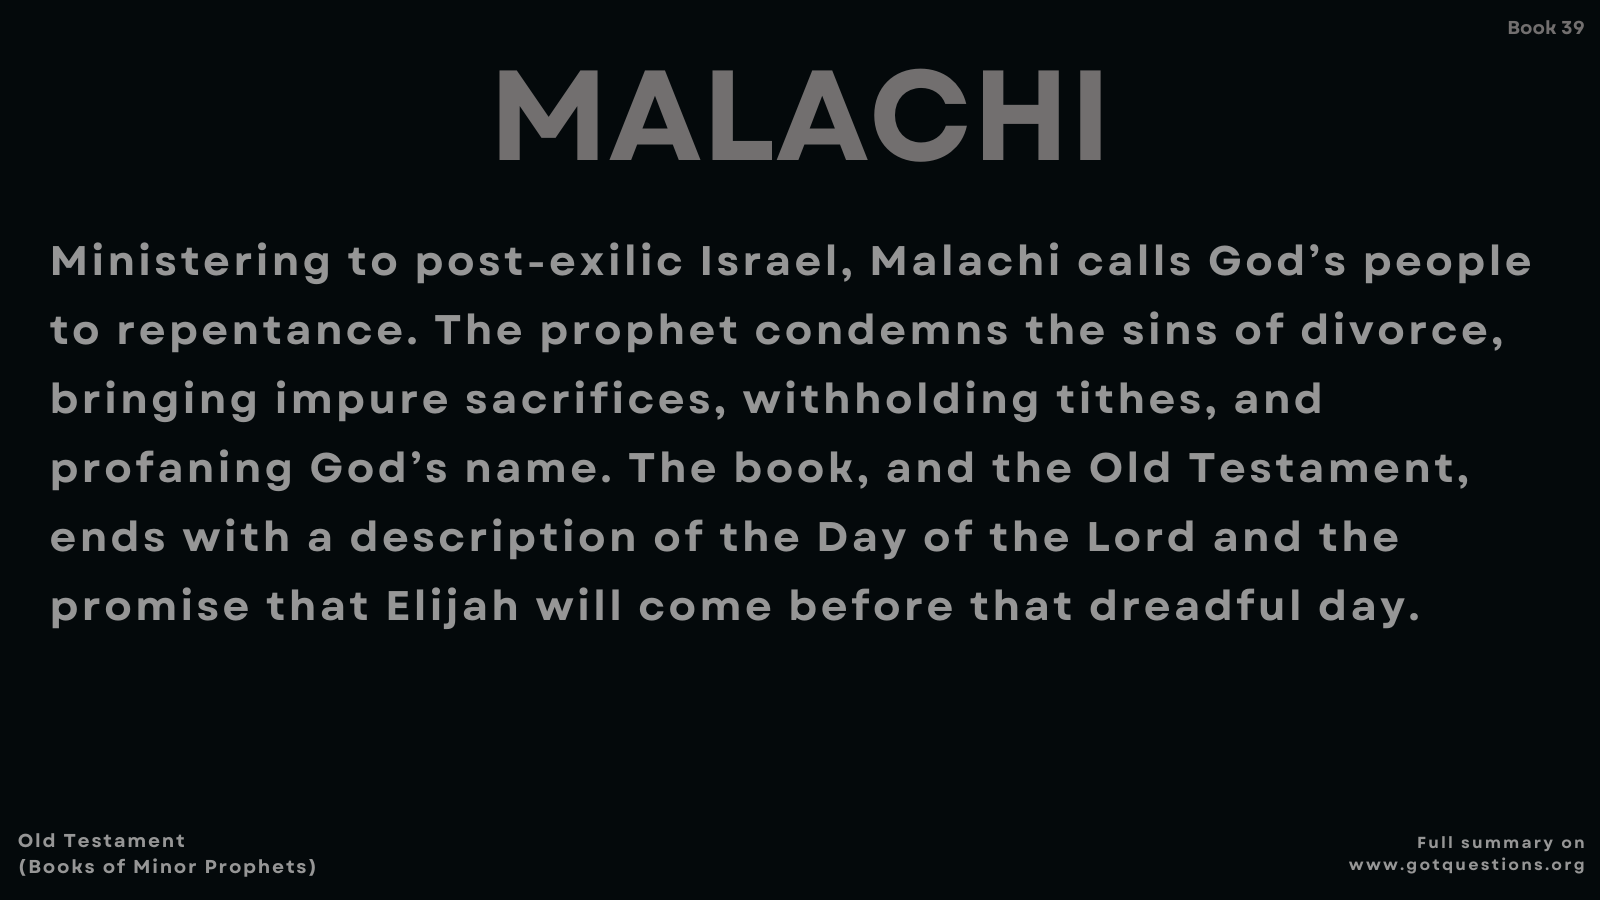 Book 39
MALACHI
Ministering to post-exilic Israel, Malachi calls God’s people
to repentance. The prophet condemns the sins of divorce,
bringing impure sacrifices, withholding tithes, and
profaning God’s name. The book, and the Old Testament,
ends with a description of the Day of the Lord and the
promise that Elijah will come before that dreadful day.
Old Testament
(Books of Minor Prophets)
Full summary on
www.gotquestions.org